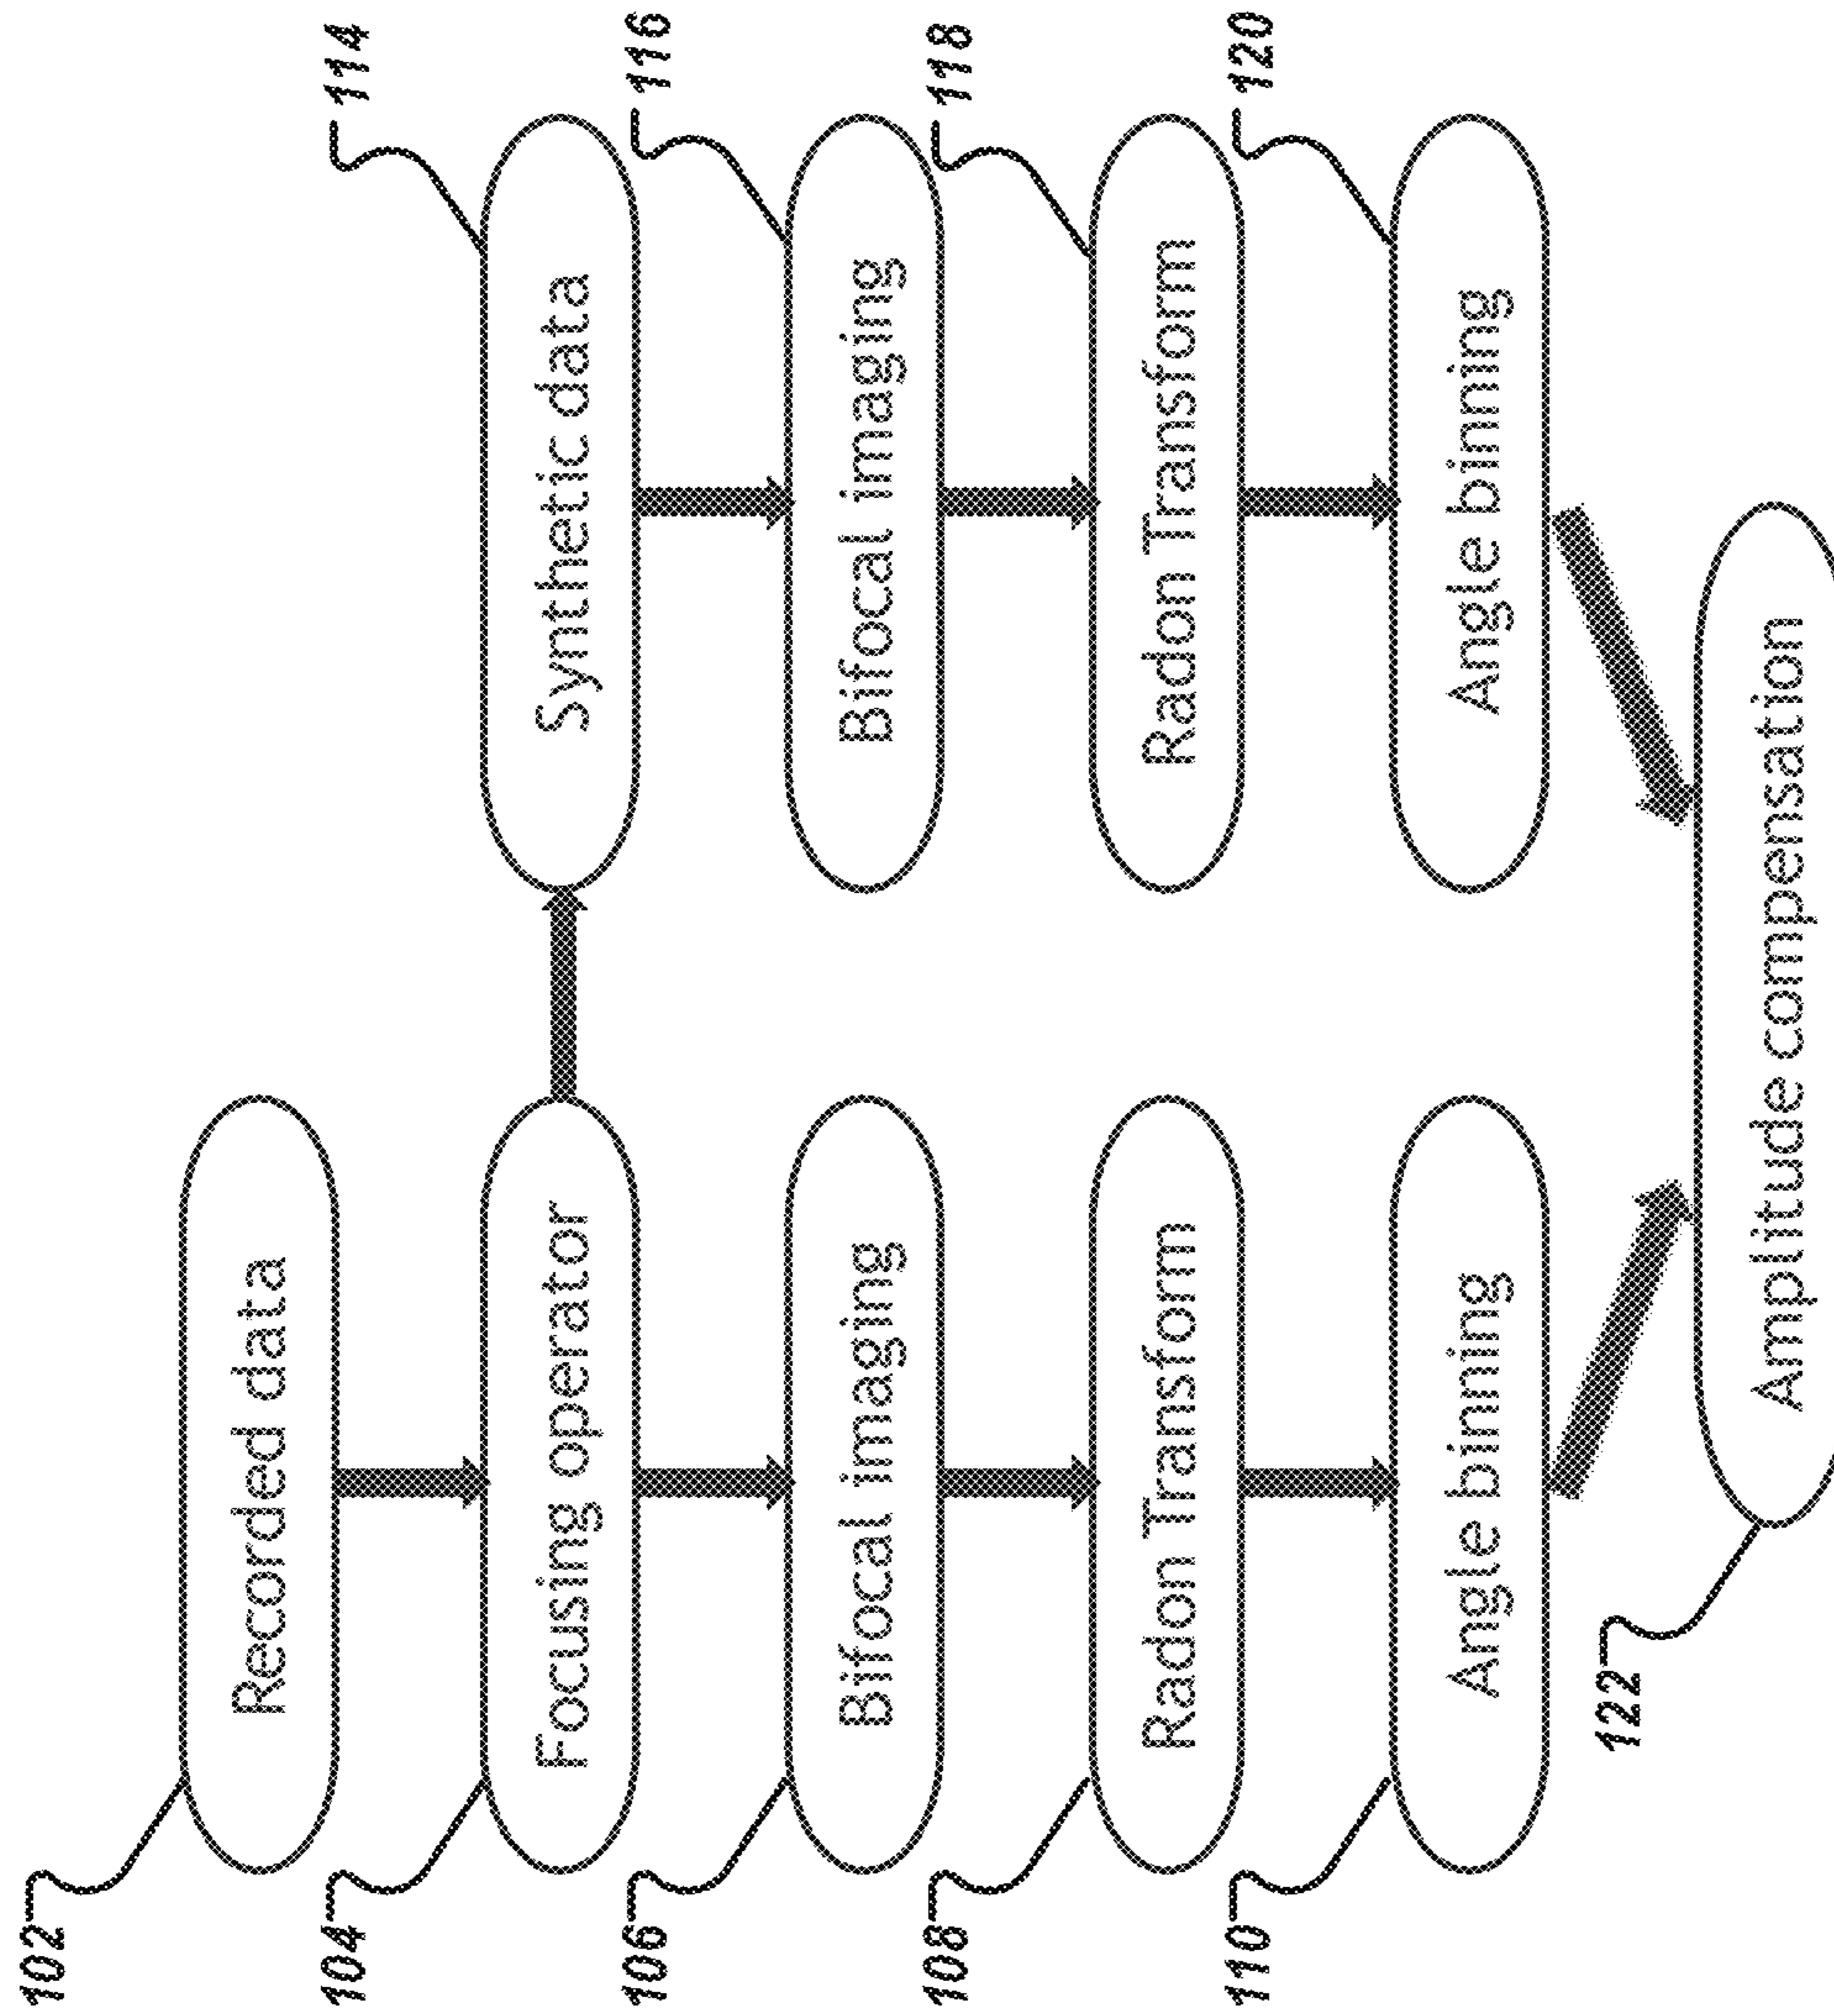 102
Recorded data
104
Focusing operator
114
Synthetic data
106
Bifocal imaging
116
Bifocal imaging
108
Radon Transform
118
Radon Transform
110
Angle binning
120
Angle binning
122
Amplitude compensation